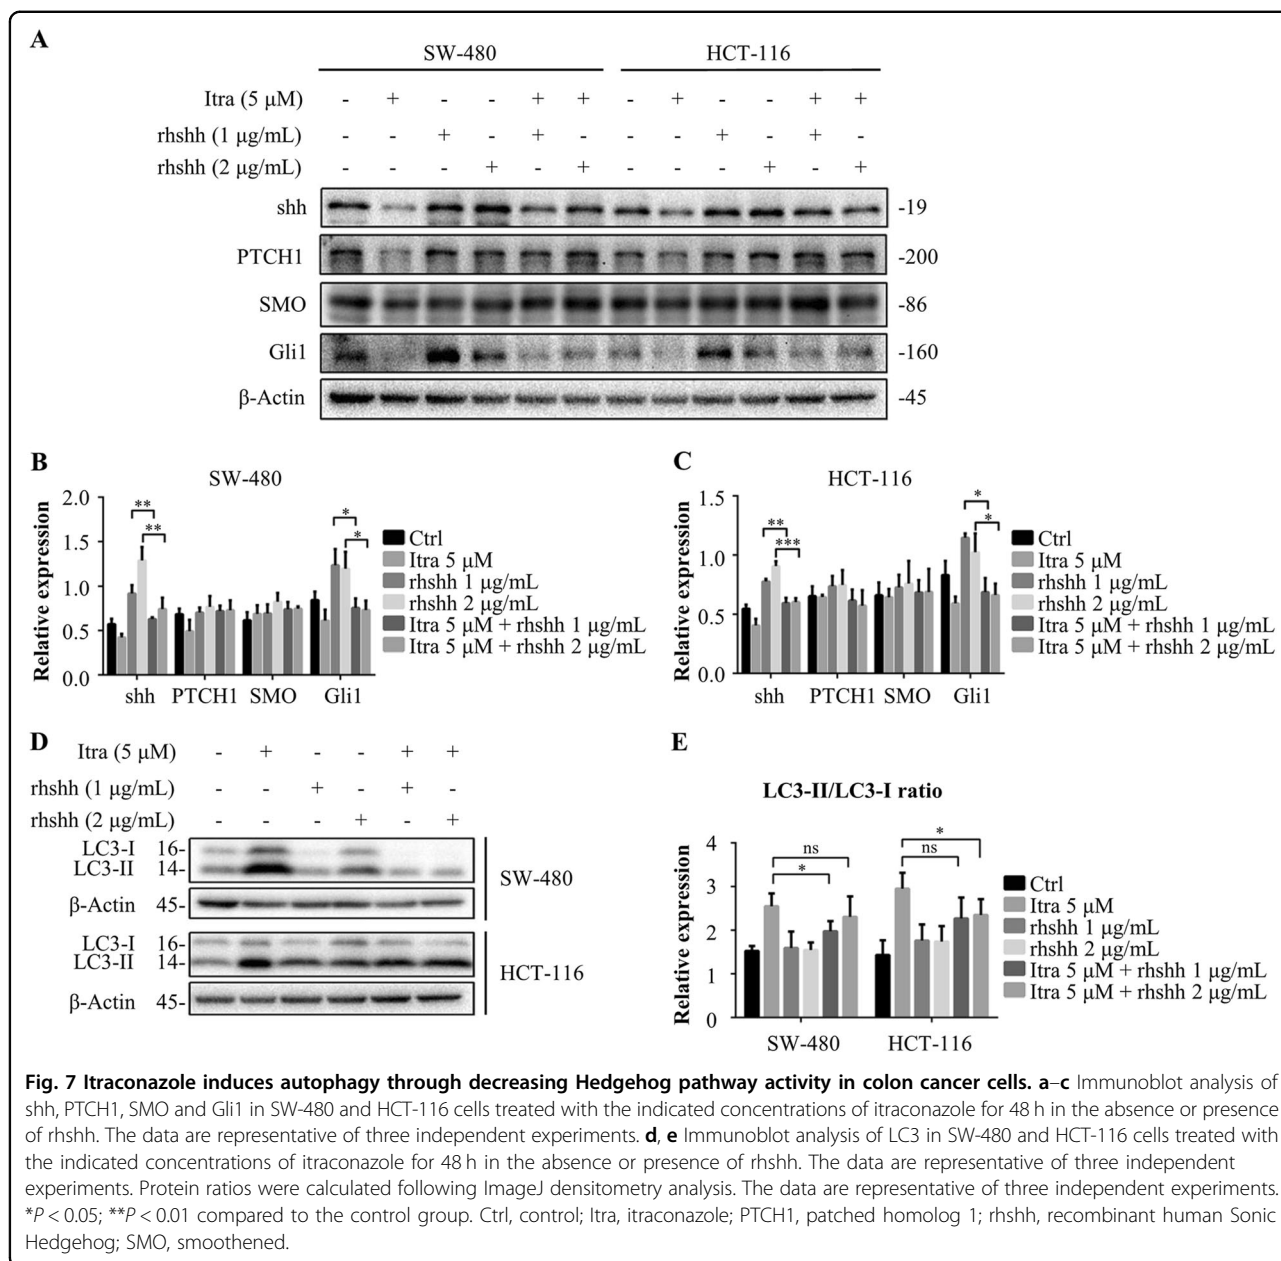 A
SW-480 HCT-116
Itra (5 μM) - + - - + + - + - - + +
rhshh (1 μg/mL) - - + - + - - - + - + -
rhshh (2 μg/mL) - - - + - + - - - + - +
shh -19
PTCH1 -200
SMO -86
Gli1 -160
β-Actin -45
B
SW-480
Relative expression
2.0
1.5
1.0
0.5
0.0
**
**
*
*
shh PTCH1 SMO Gli1
Ctrl
Itra 5 μM
rhshh 1 μg/mL
rhshh 2 μg/mL
Itra 5 μM + rhshh 1 μg/mL
Itra 5 μM + rhshh 2 μg/mL
C
HCT-116
Relative expression
1.5
1.0
0.5
0.0
**
***
*
*
shh PTCH1 SMO Gli1
Ctrl
Itra 5 μM
rhshh 1 μg/mL
rhshh 2 μg/mL
Itra 5 μM + rhshh 1 μg/mL
Itra 5 μM + rhshh 2 μg/mL
D
Itra (5 μM) - + - - + +
rhshh (1 μg/mL) - - + - + -
rhshh (2 μg/mL) - - - + - +
LC3-I 16-
LC3-II 14-
β-Actin 45-
SW-480
LC3-I 16-
LC3-II 14-
β-Actin 45-
HCT-116
E
LC3-II/LC3-I ratio
Relative expression
4
3
2
1
0
ns
*
*
ns
SW-480 HCT-116
Ctrl
Itra 5 μM
rhshh 1 μg/mL
rhshh 2 μg/mL
Itra 5 μM + rhshh 1 μg/mL
Itra 5 μM + rhshh 2 μg/mL
Fig. 7 Itraconazole induces autophagy through decreasing Hedgehog pathway activity in colon cancer cells. a–c Immunoblot analysis of
shh, PTCH1, SMO and Gli1 in SW-480 and HCT-116 cells treated with the indicated concentrations of itraconazole for 48 h in the absence or presence
of rhshh. The data are representative of three independent experiments. d, e Immunoblot analysis of LC3 in SW-480 and HCT-116 cells treated with
the indicated concentrations of itraconazole for 48 h in the absence or presence of rhshh. The data are representative of three independent
experiments. Protein ratios were calculated following ImageJ densitometry analysis. The data are representative of three independent experiments.
*P < 0.05; **P < 0.01 compared to the control group. Ctrl, control; Itra, itraconazole; PTCH1, patched homolog 1; rhshh, recombinant human Sonic
Hedgehog; SMO, smoothened.